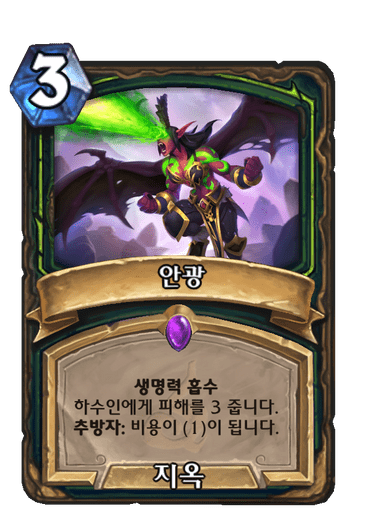 3
안광
생명력 흡수
하수인에게 피해를 3 줍니다.
추방자: 비용이 (1)이 됩니다.
지옥